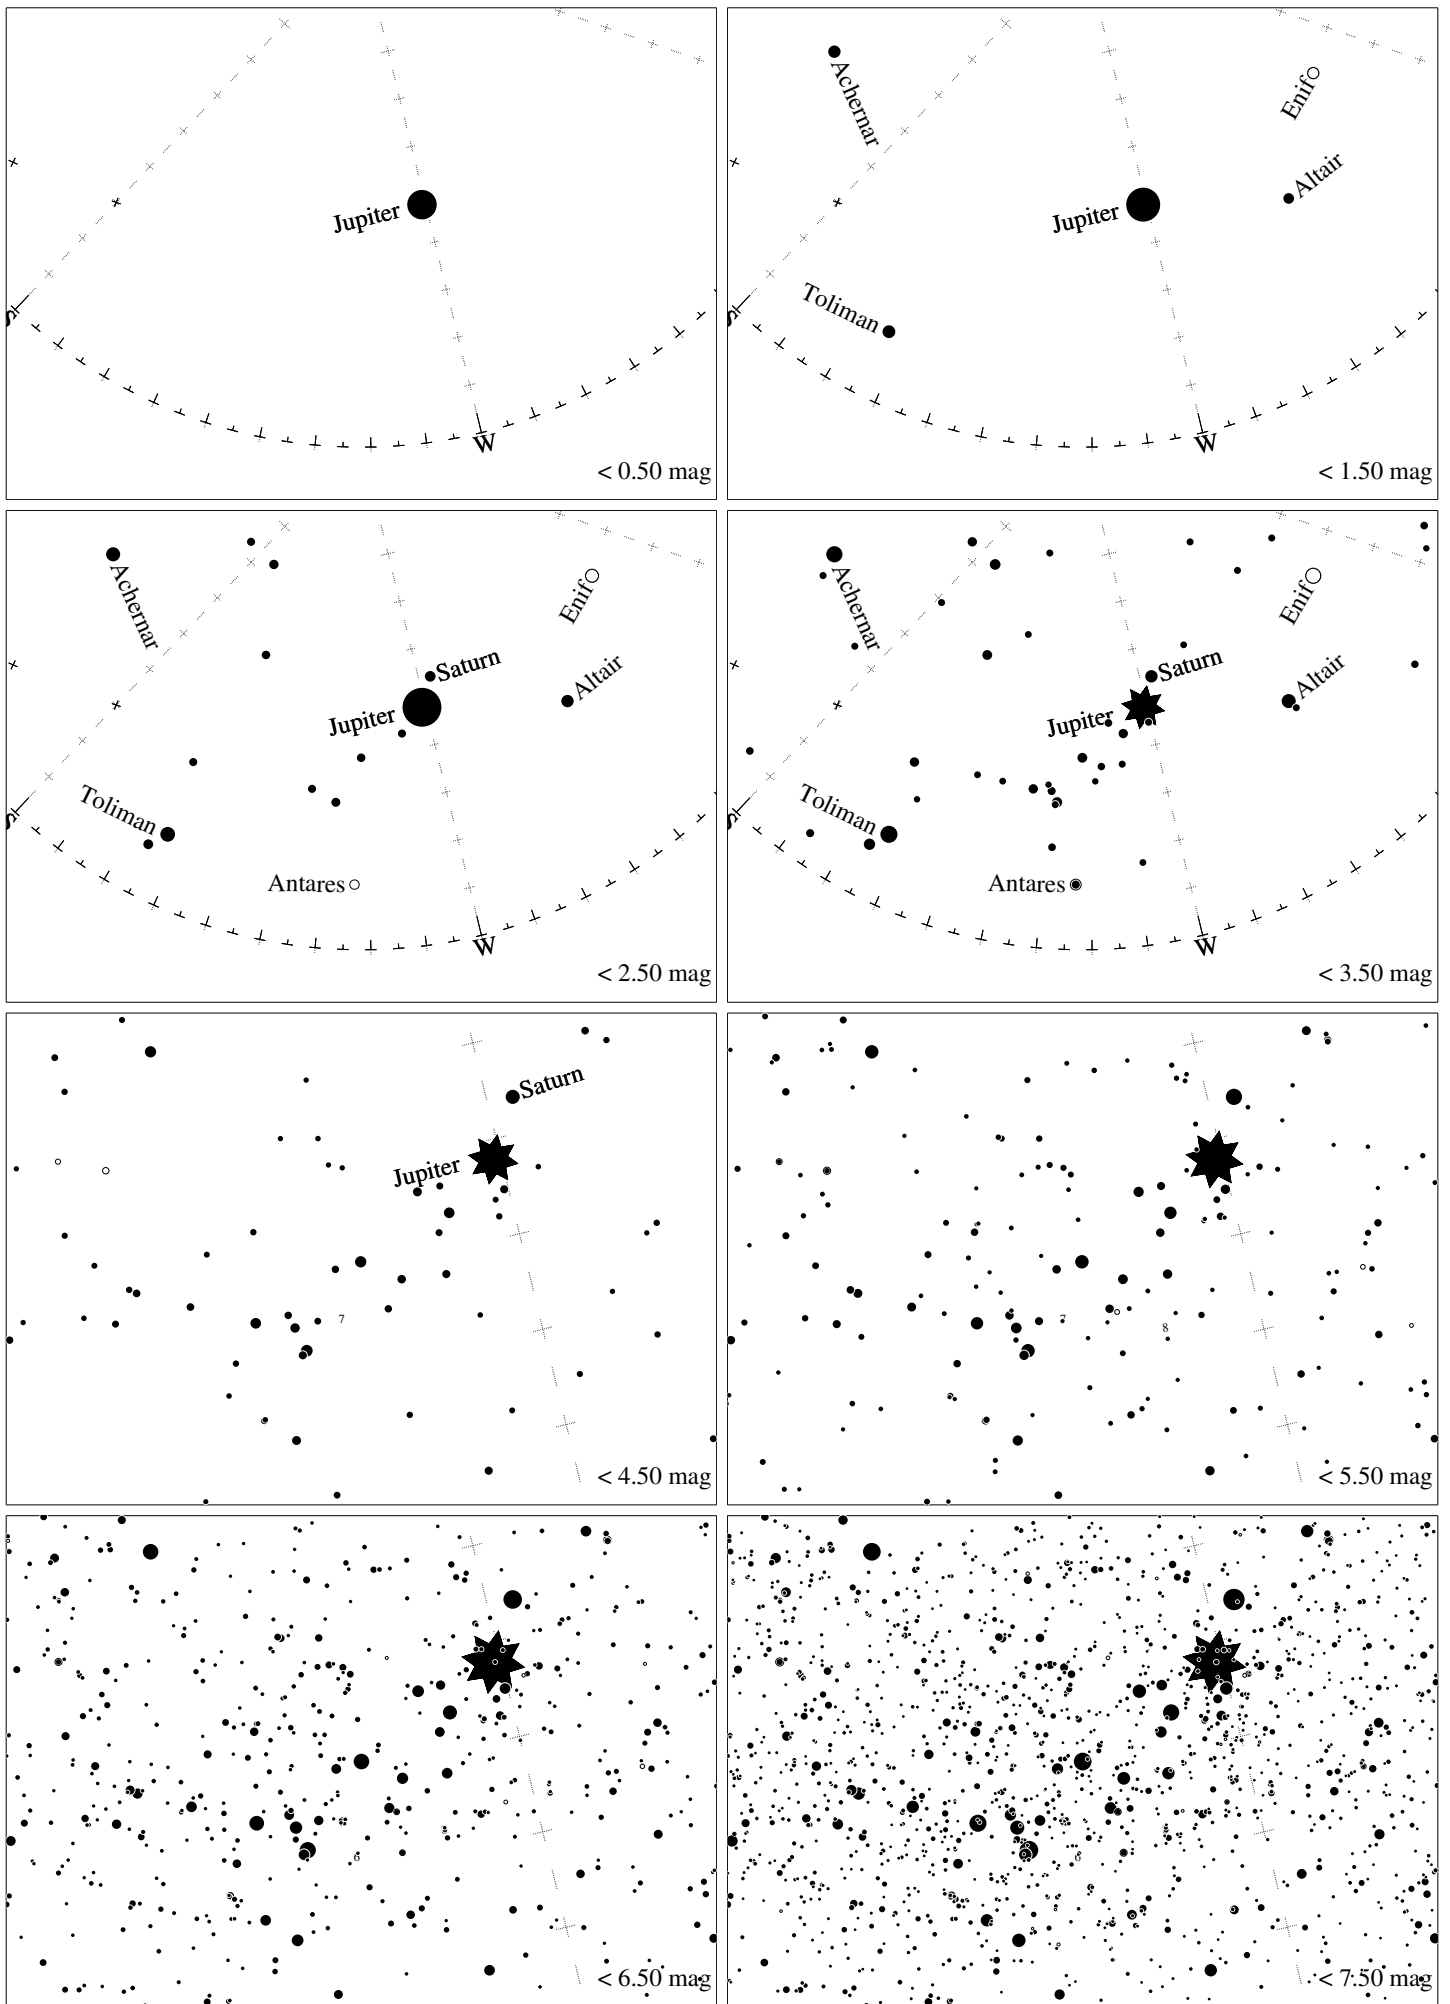 Jupiter
S
W
< 0.50 mag
Achernar
Enif
Altair
Jupiter
Toliman
S
W
< 1.50 mag
Achernar
Enif
Saturn
Altair
Jupiter
Toliman
S
Antares
W
< 2.50 mag
Achernar
Enif
Saturn
Altair
Jupiter
Toliman
S
Antares
W
< 3.50 mag
Saturn
Jupiter
7
< 4.50 mag
7
8
< 5.50 mag
6
< 6.50 mag
6
< 7.50 mag